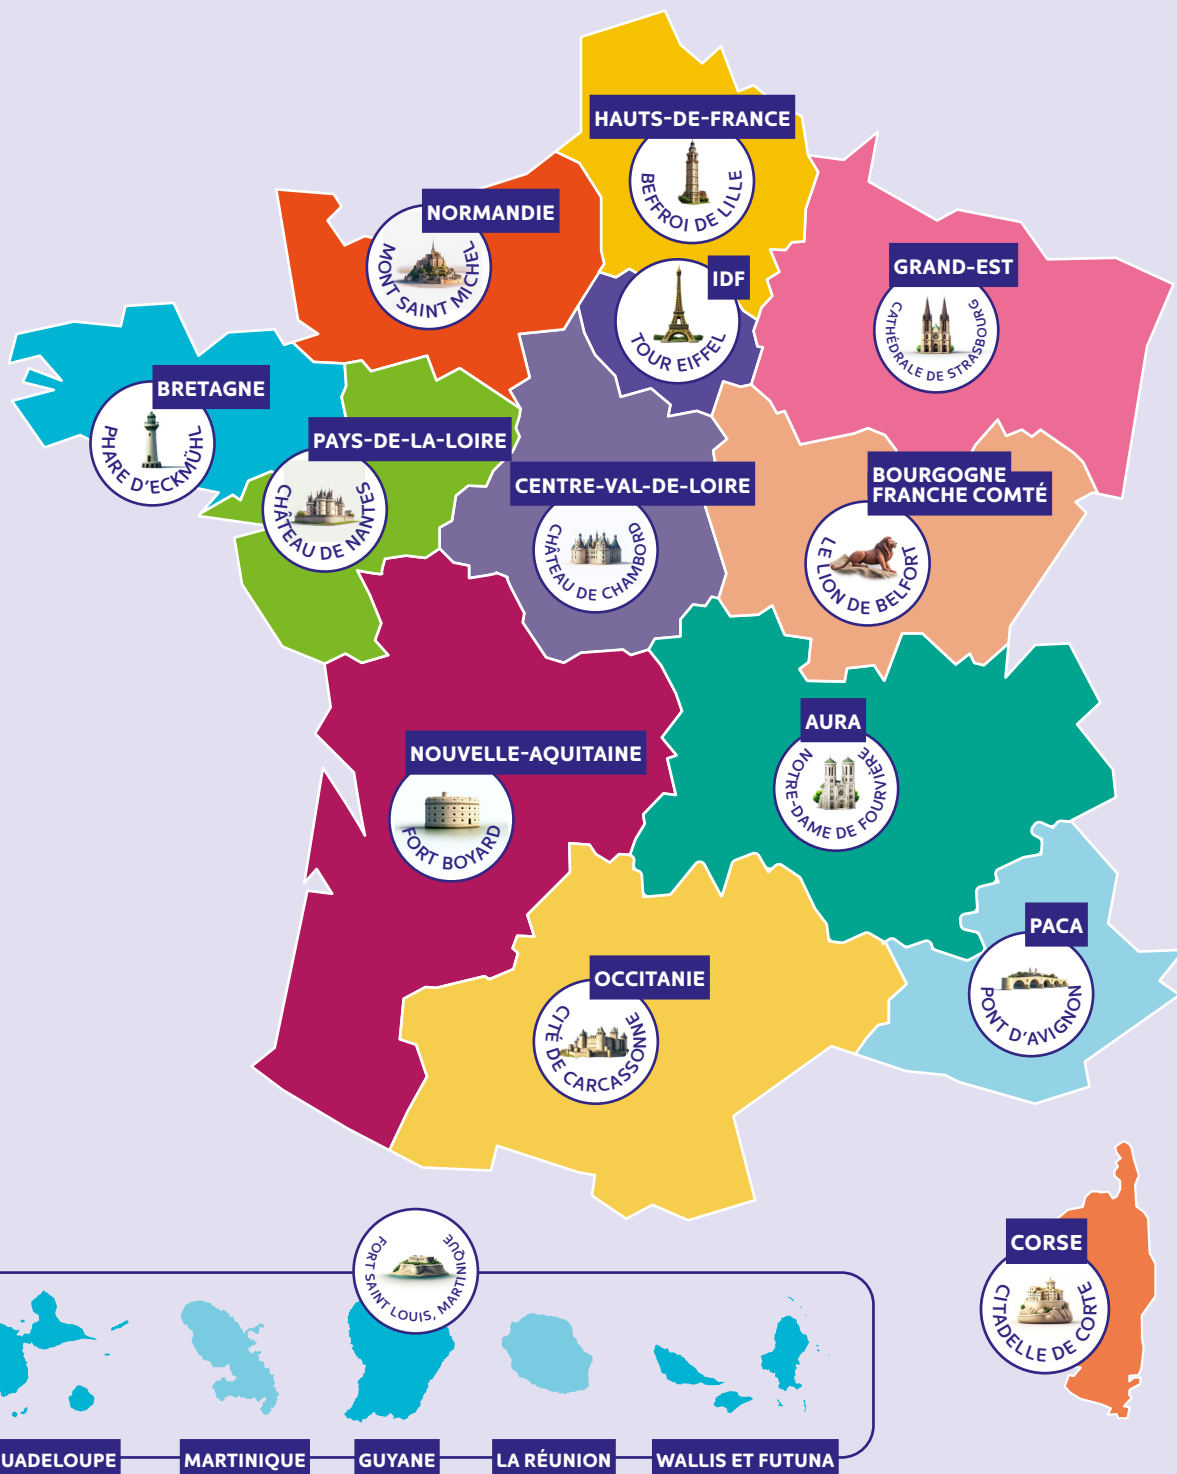 HAUTS-DE-FRANCE
BEFFROI DE LILLE
NORMANDIE
MONT SAINT MICHEL
IDF
TOUR EIFFEL
GRAND-EST
CATHÉDRALE DE STRASBOURG
BRETAGNE
PHARE D'ECKMÜHL
PAYS-DE-LA-LOIRE
CHÂTEAU DE NANTES
CENTRE-VAL-DE-LOIRE
CHÂTEAU DE CHAMBORD
BOURGOGNE
FRANCHE COMTÉ
LE LION DE BELFORT
NOUVELLE-AQUITAINE
FORT BOYARD
AURA
NOTRE-DAME DE FOURVIÈRE
PACA
PONT D'AVIGNON
OCCITANIE
CITÉ DE CARCASSONNE
CORSE
CITADELLE DE CORTE
FORT SAINT LOUIS, MARTINIQUE
UADELOUPE
MARTINIQUE
GUYANE
LA RÉUNION
WALLIS ET FUTUNA